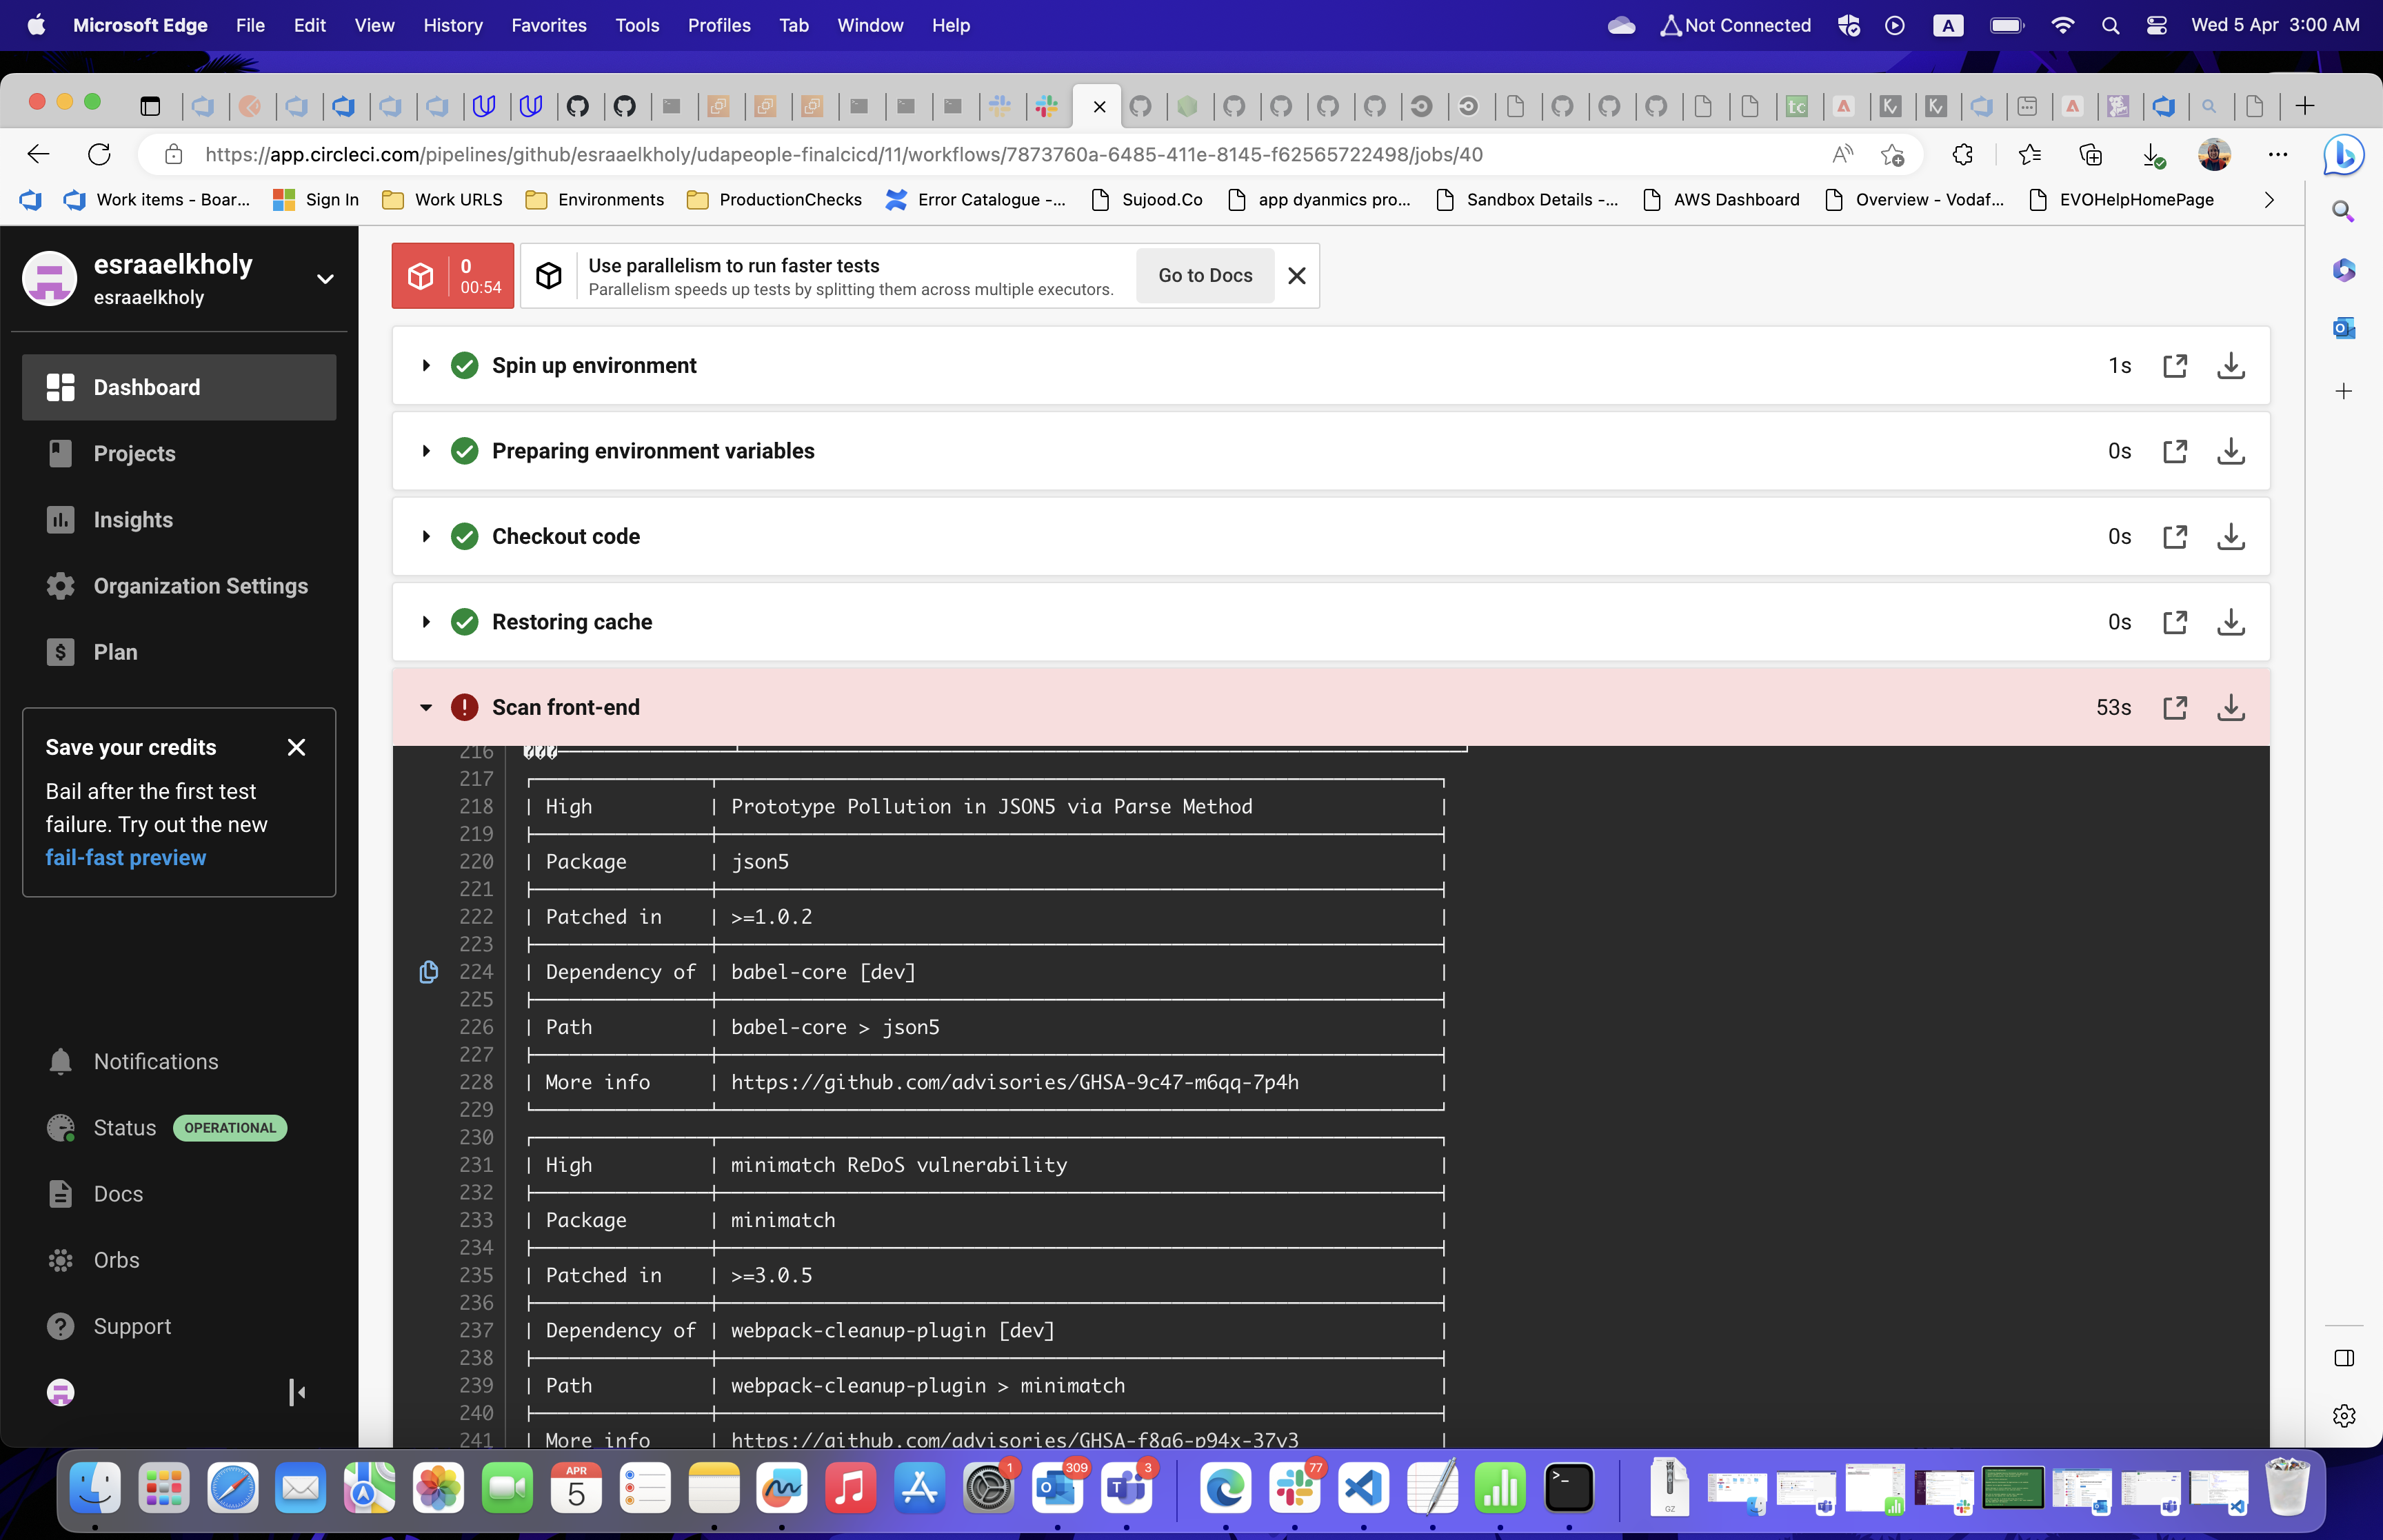 Microsoft Edge File Edit View History Favorites Tools Profiles Tab Window Help Not Connected A Wed 5 Apr 3:00 AM
https://app.circleci.com/pipelines/github/esraaelkholy/udapeople-finalcicd/11/workflows/7873760a-6485-411e-8145-f62565722498/jobs/40
Work items - Boar... Sign In Work URLS Environments ProductionChecks Error Catalogue -... Sujood.Co app dyanmics pro... Sandbox Details -... AWS Dashboard Overview - Vodaf... EVOHelpHomePage
esraaelkholy
esraaelkholy
Dashboard
Projects
Insights
Organization Settings
Plan
Save your credits
Bail after the first test
failure. Try out the new
fail-fast preview
Notifications
Status OPERATIONAL
Docs
Orbs
Support
0
00:54
Use parallelism to run faster tests
Parallelism speeds up tests by splitting them across multiple executors.
Go to Docs
Spin up environment 1s
Preparing environment variables 0s
Checkout code 0s
Restoring cache 0s
Scan front-end 53s
216
217
218 | High | Prototype Pollution in JSON5 via Parse Method |
219
220 | Package | json5 |
221
222 | Patched in | >=1.0.2 |
223
224 | Dependency of | babel-core [dev] |
225
226 | Path | babel-core > json5 |
227
228 | More info | https://github.com/advisories/GHSA-9c47-m6qq-7p4h |
229
230
231 | High | minimatch ReDoS vulnerability |
232
233 | Package | minimatch |
234
235 | Patched in | >=3.0.5 |
236
237 | Dependency of | webpack-cleanup-plugin [dev] |
238
239 | Path | webpack-cleanup-plugin > minimatch |
240
241 | More info | https://github.com/advisories/GHSA-f8q6-p94x-37v3 |
APR
5
1
309
3
77
GZ